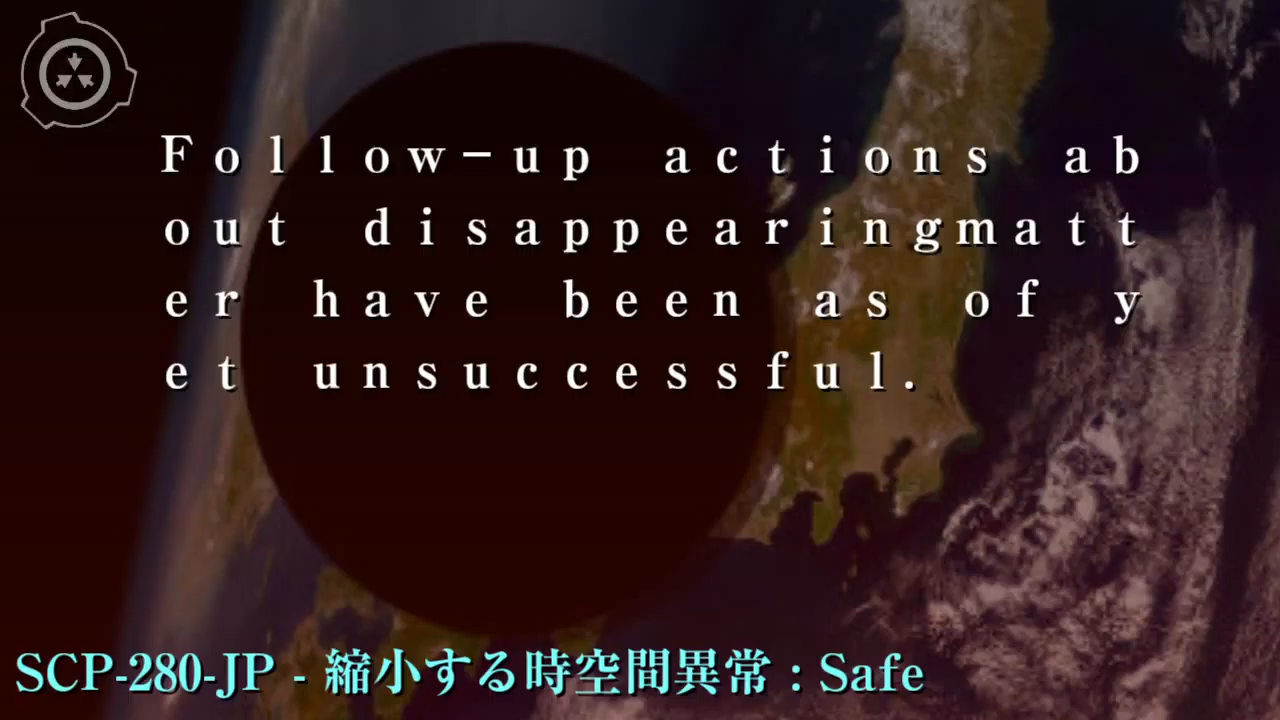 Follow-up actions ab
out disappearingmatt
er have been as of y
et unsuccessful.
SCP-280-JP - 縮小する時空間異常 : Safe